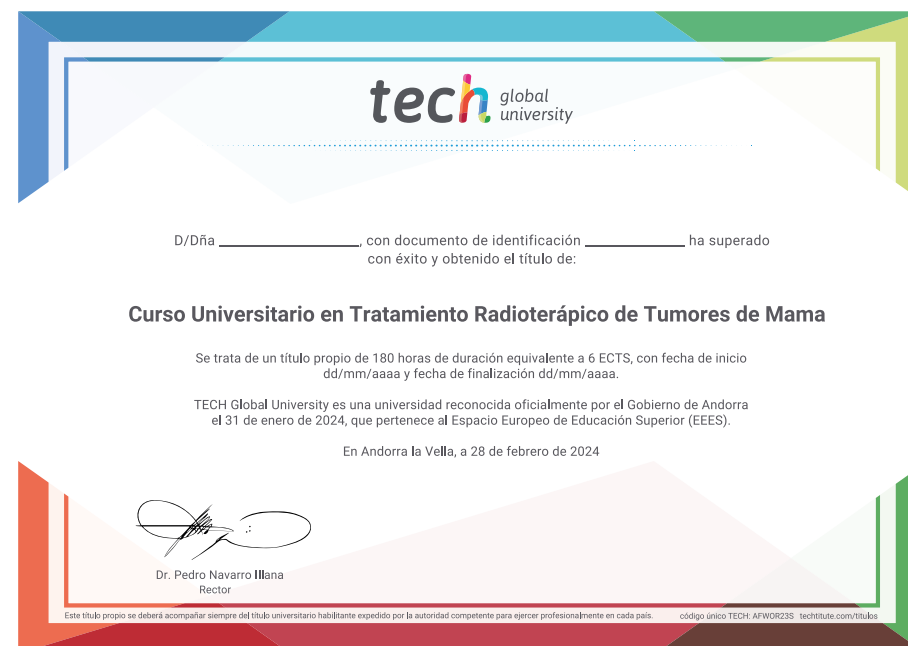 tech global university
D/Dña ______________, con documento de identificación __________ ha superado
con éxito y obtenido el título de:
Curso Universitario en Tratamiento Radioterápico de Tumores de Mama
Se trata de un título propio de 180 horas de duración equivalente a 6 ECTS, con fecha de inicio
dd/mm/aaaa y fecha de finalización dd/mm/aaaa.
TECH Global University es una universidad reconocida oficialmente por el Gobierno de Andorra
el 31 de enero de 2024, que pertenece al Espacio Europeo de Educación Superior (EEES).
En Andorra la Vella, a 28 de febrero de 2024
Dr. Pedro Navarro Illana
Rector
Este título propio se deberá acompañar siempre del título universitario habilitante expedido por la autoridad competente para ejercer profesionalmente en cada país. código único TECH: AFWOR23S techtitute.com/titulos